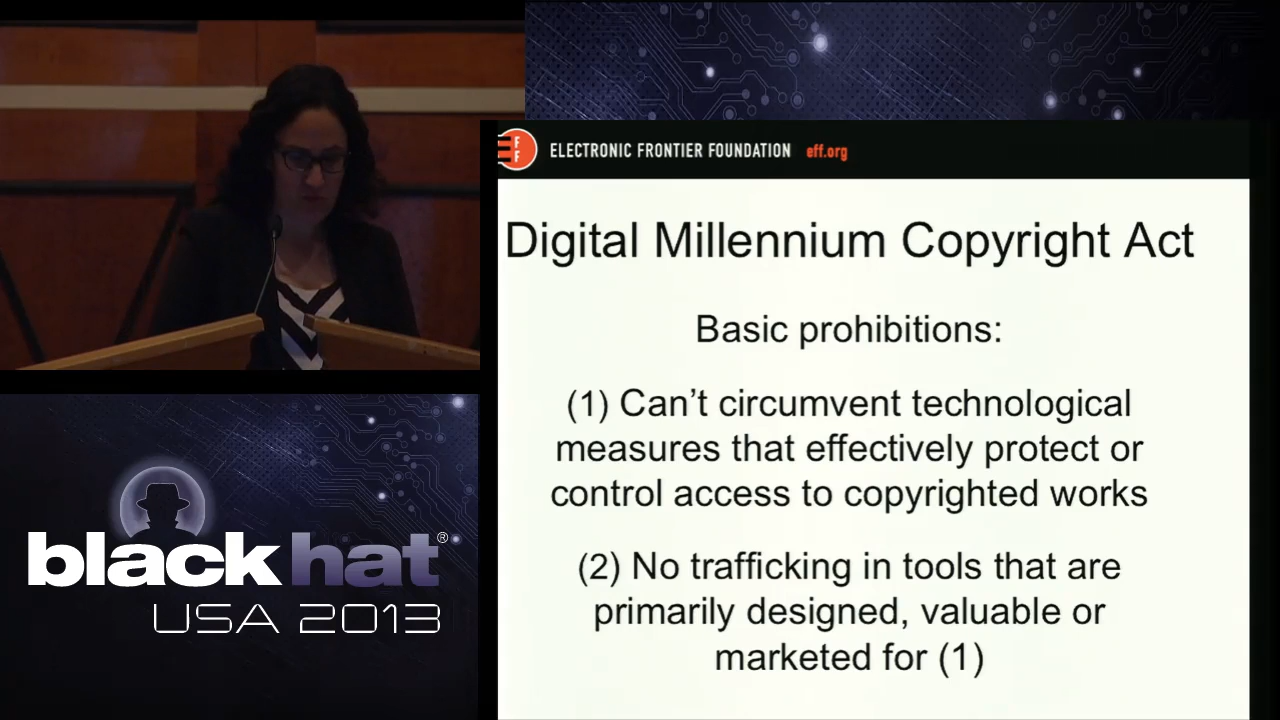 EFF ELECTRONIC FRONTIER FOUNDATION eff.org
Digital Millennium Copyright Act
Basic prohibitions:
(1) Can’t circumvent technological
measures that effectively protect or
control access to copyrighted works
(2) No trafficking in tools that are
primarily designed, valuable or
marketed for (1)
black hat®
USA 2013